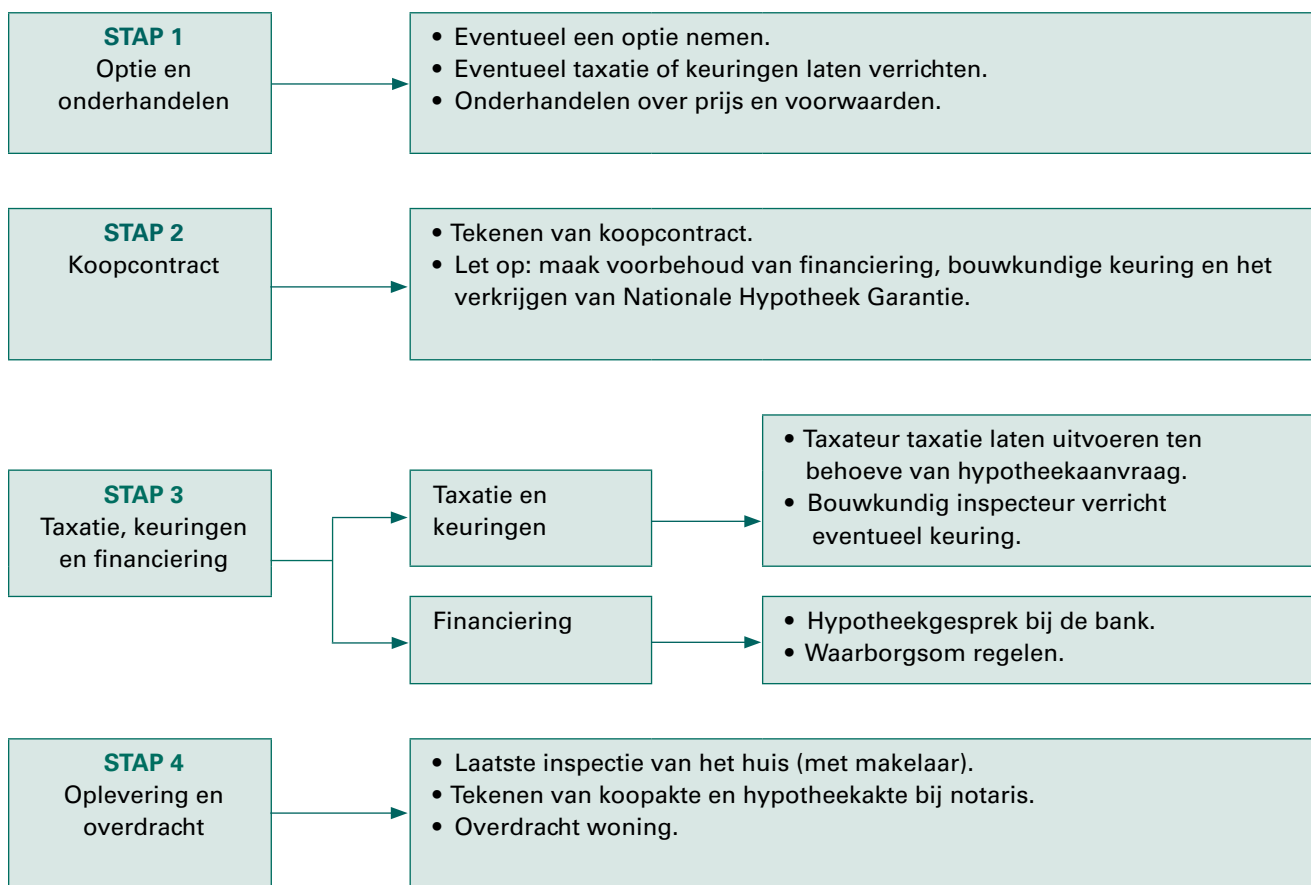 STAP 1
Optie en
onderhandelen
• Eventueel een optie nemen.
• Eventueel taxatie of keuringen laten verrichten.
• Onderhandelen over prijs en voorwaarden.
STAP 2
Koopcontract
• Tekenen van koopcontract.
• Let op: maak voorbehoud van financiering, bouwkundige keuring en het
verkrijgen van Nationale Hypotheek Garantie.
STAP 3
Taxatie, keuringen
en financiering
Taxatie en
keuringen
• Taxateur taxatie laten uitvoeren ten
behoeve van hypotheekaanvraag.
• Bouwkundig inspecteur verricht
eventueel keuring.
Financiering
• Hypotheekgesprek bij de bank.
• Waarborgsom regelen.
STAP 4
Oplevering en
overdracht
• Laatste inspectie van het huis (met makelaar).
• Tekenen van koopakte en hypotheekakte bij notaris.
• Overdracht woning.